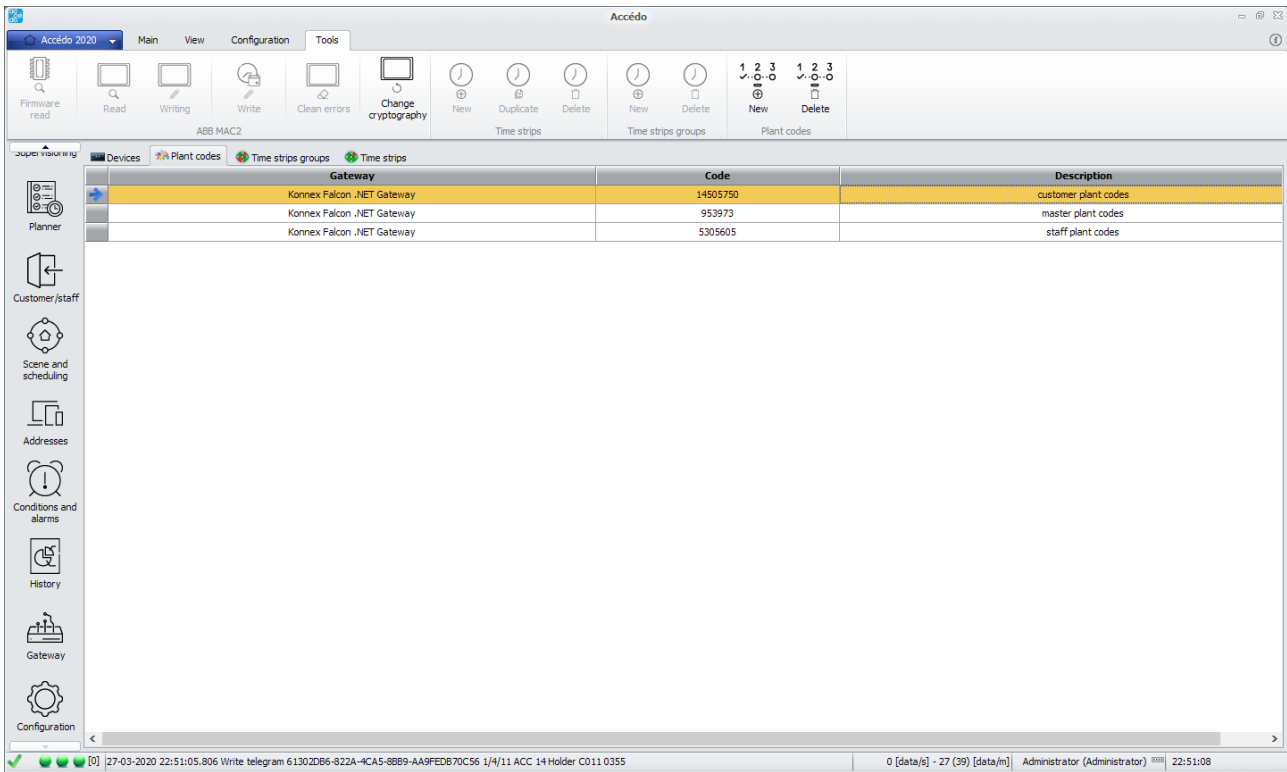 Accédo
Accédo 2020 Main View Configuration Tools
Firmware read
Read Writing Write Clean errors Change cryptography
ABB MAC2
New Duplicate Delete
Time strips
New Delete
Time strips groups
1 2 3 1 2 3
New Delete
Plant codes
Supervisioning
Planner
Customer/staff
Scene and scheduling
Addresses
Conditions and alarms
History
Gateway
Configuration
Devices Plant codes Time strips groups Time strips
Gateway Code Description
Konnex Falcon .NET Gateway 14505750 customer plant codes
Konnex Falcon .NET Gateway 953973 master plant codes
Konnex Falcon .NET Gateway 5305605 staff plant codes
[0] 27-03-2020 22:51:05.806 Write telegram 61302DB6-822A-4CA5-8BB9-AA9FEDB70C56 1/4/11 ACC 14 Holder C011 0355 0 [data/s] - 27 (39) [data/m] Administrator (Administrator) 22:51:08